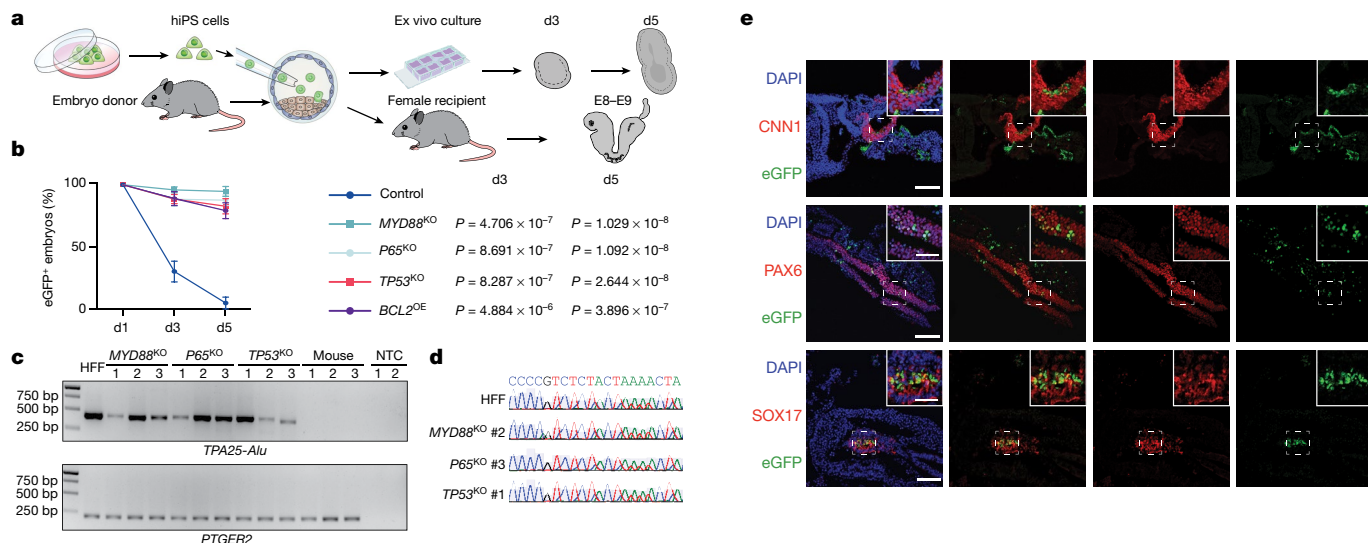 a
hiPS cells
Ex vivo culture
d3
d5
Embryo donor
Female recipient
E8–E9
b
eGFP⁺ embryos (%)
100
50
0
d1
d3
d5
d3
d5
Control
MYD88ᴷᴼ P = 4.706 × 10⁻⁷ P = 1.029 × 10⁻⁸
P65ᴷᴼ P = 8.691 × 10⁻⁷ P = 1.092 × 10⁻⁸
TP53ᴷᴼ P = 8.287 × 10⁻⁷ P = 2.644 × 10⁻⁸
BCL2ᴼᴱ P = 4.884 × 10⁻⁶ P = 3.896 × 10⁻⁷
c
MYD88ᴷᴼ P65ᴷᴼ TP53ᴷᴼ Mouse NTC
HFF 1 2 3 1 2 3 1 2 3 1 2 3 1 2
750 bp
500 bp
250 bp
TPA25-Alu
750 bp
500 bp
250 bp
PTGER2
d
CCCCGTCTCTACTAAAACTA
HFF
MYD88ᴷᴼ #2
P65ᴷᴼ #3
TP53ᴷᴼ #1
e
DAPI
CNN1
eGFP
DAPI
PAX6
eGFP
DAPI
SOX17
eGFP